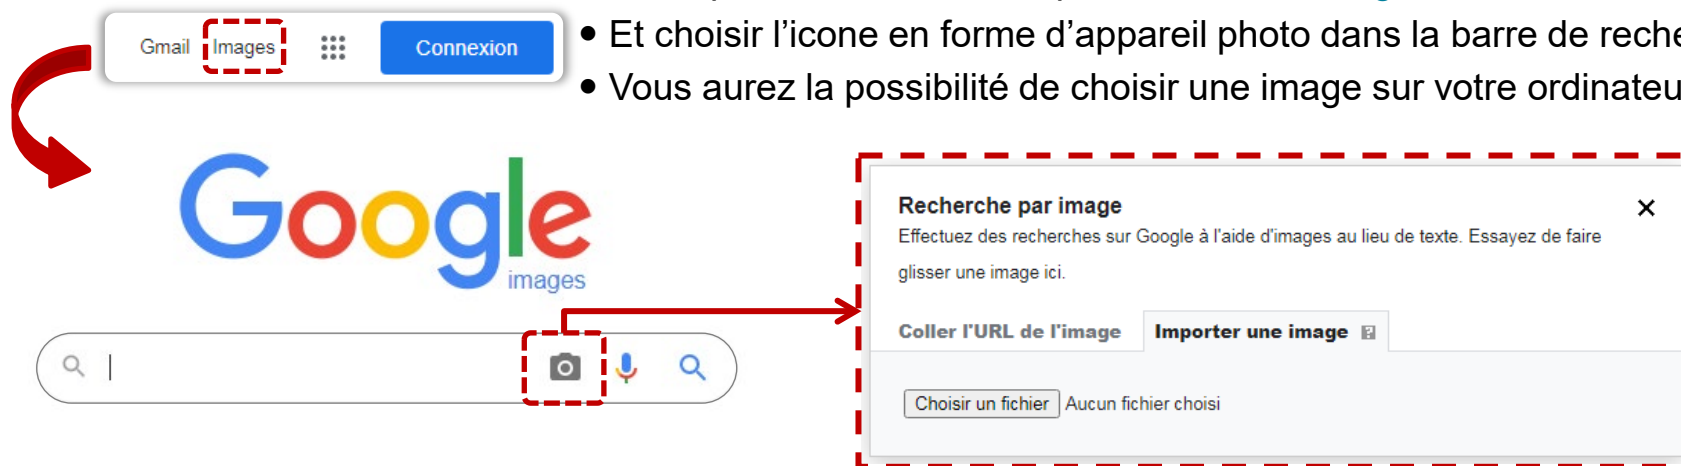 Gmail Images Connexion
• Et choisir l'icone en forme d'appareil photo dans la barre de
• Vous aurez la possibilité de choisir une image sur votre
Google
images
Recherche par image
Effectuez des recherches sur Google à l'aide d'images au lieu de texte. Essayez de faire
glisser une image ici.
Coller l'URL de l'image Importer une image ?
Choisir un fichier Aucun fichier choisi